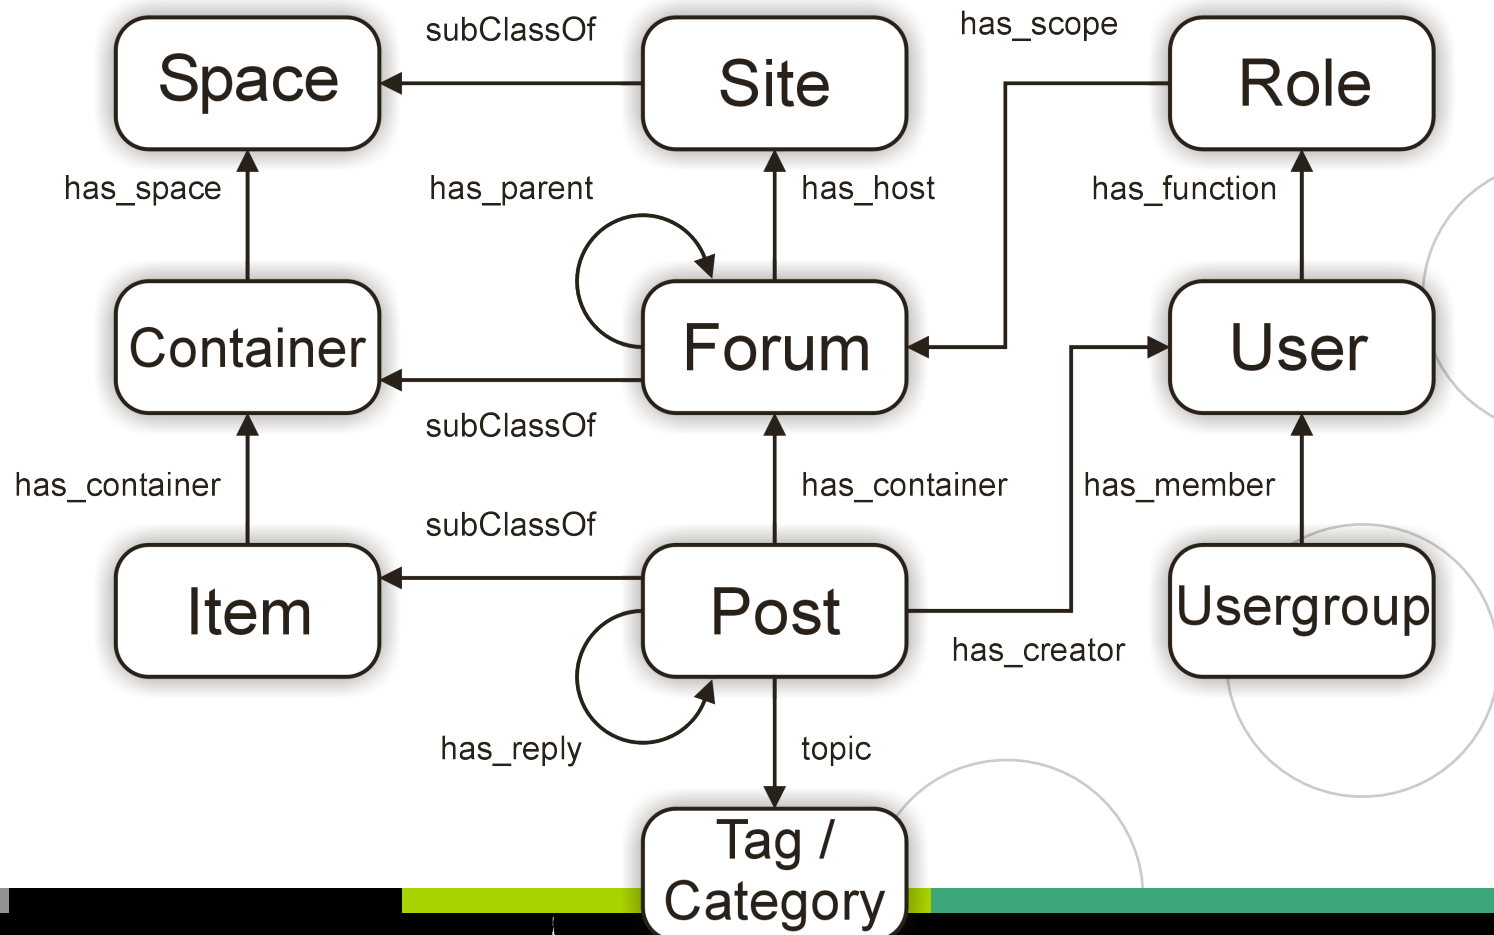 subClassOf
has_scope
Space
Site
Role
has_space
has_parent
has_host
has_function
Container
Forum
User
subClassOf
has_container
has_container
has_member
subClassOf
Item
Post
Usergroup
has_creator
has_reply
topic
Tag /
Category